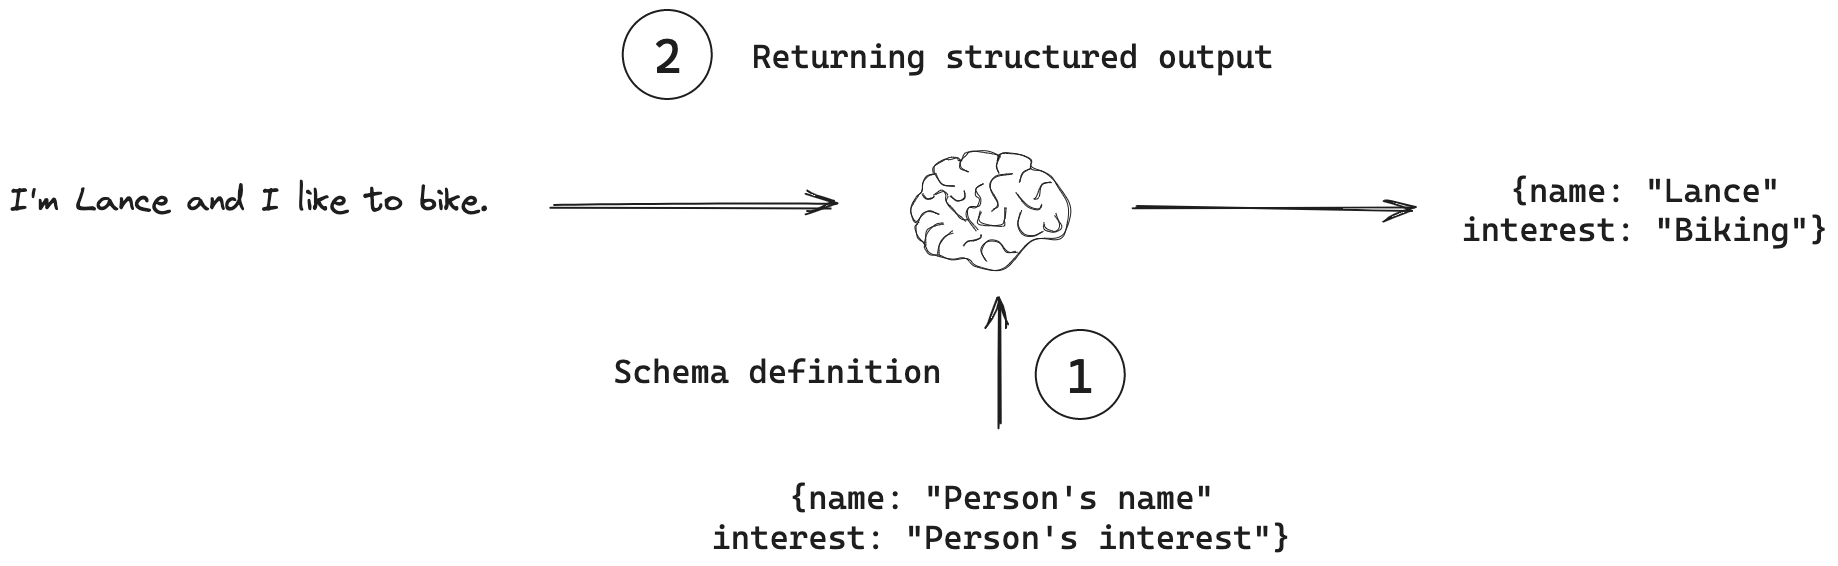 2 Returning structured output
I'm Lance and I like to bike.
{name: "Lance"
interest: "Biking"}
Schema definition 1
{name: "Person's name"
interest: "Person's interest"}